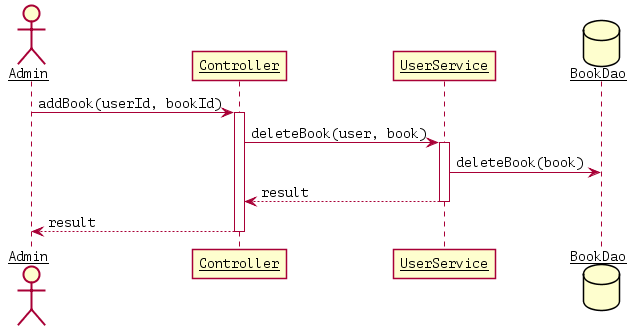 Admin
Controller
UserService
BookDao
addBook(userId, bookId)
deleteBook(user, book)
deleteBook(book)
result
result
Admin
Controller
UserService
BookDao